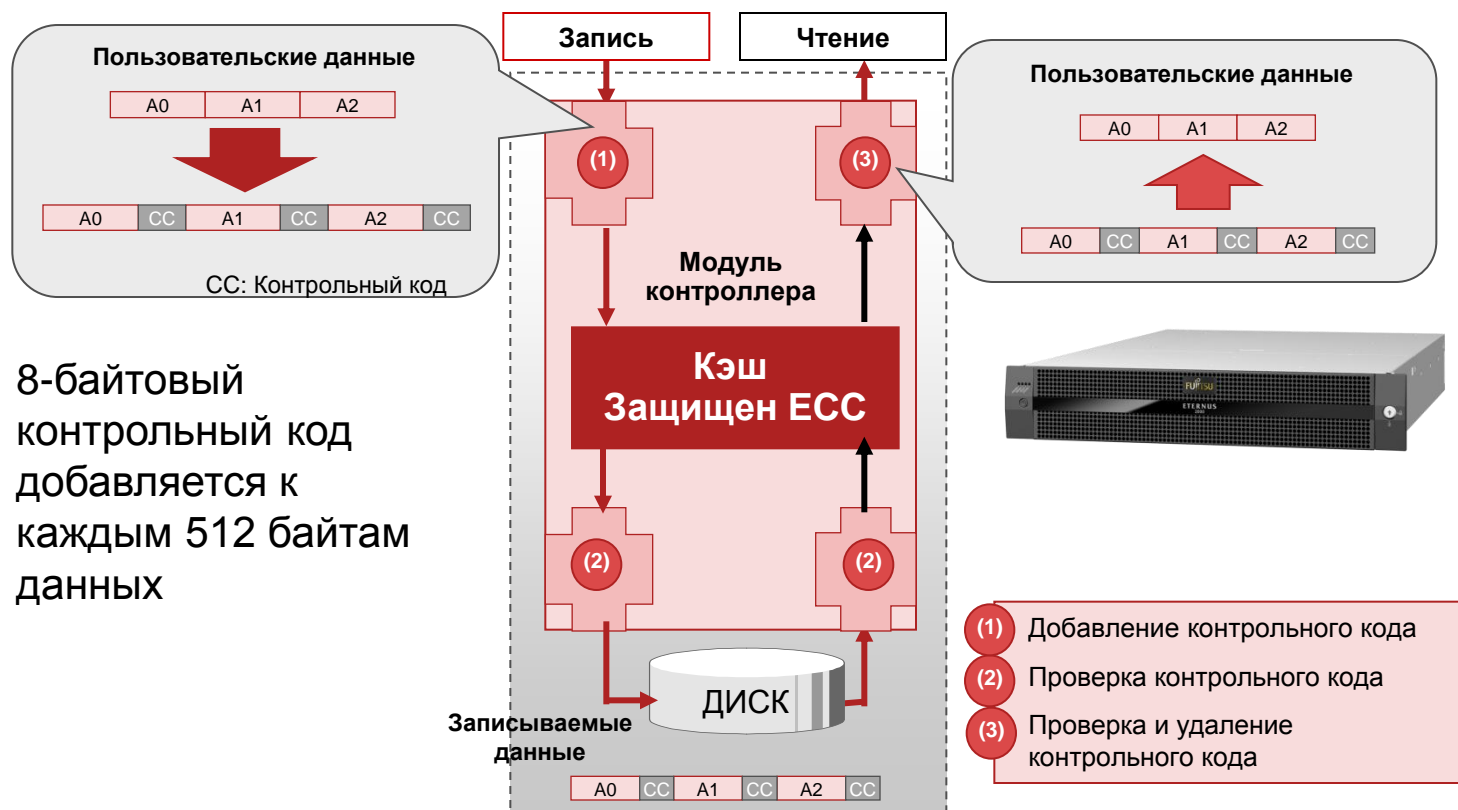 Запись
Чтение
Пользовательские данные
A0 A1 A2
A0 CC A1 CC A2 CC
CC: Контрольный код
Пользовательские данные
A0 A1 A2
A0 CC A1 CC A2 CC
(1)
(3)
Модуль
контроллера
Кэш
Защищен ECC
8-байтовый
контрольный код
добавляется к
каждым 512 байтам
данных
FUJITSU
ETERNUS
(2)
(2)
ДИСК
Записываемые
данные
A0 CC A1 CC A2 CC
(1) Добавление контрольного кода
(2) Проверка контрольного кода
(3) Проверка и удаление
контрольного кода